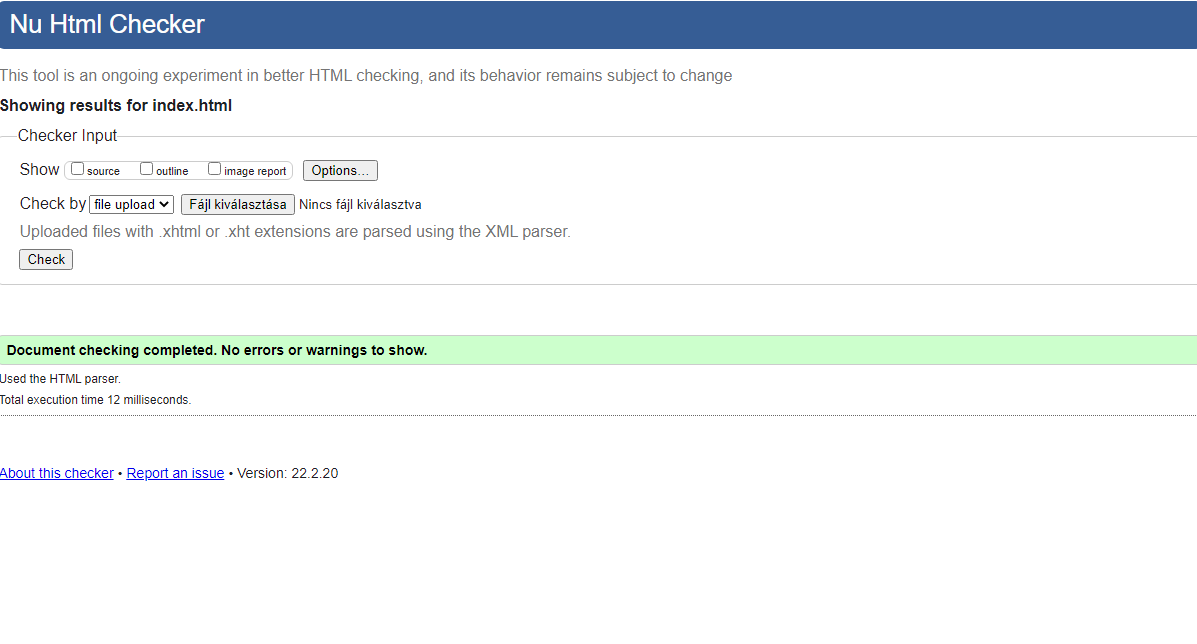 Nu Html Checker
This tool is an ongoing experiment in better HTML checking, and its behavior remains subject to change
Showing results for index.html
Checker Input
Show source outline image report Options...
Check by file upload Fájl kiválasztása Nincs fájl kiválasztva
Uploaded files with .xhtml or .xht extensions are parsed using the XML parser.
Check
Document checking completed. No errors or warnings to show.
Used the HTML parser.
Total execution time 12 milliseconds.
About this checker • Report an issue • Version: 22.2.20